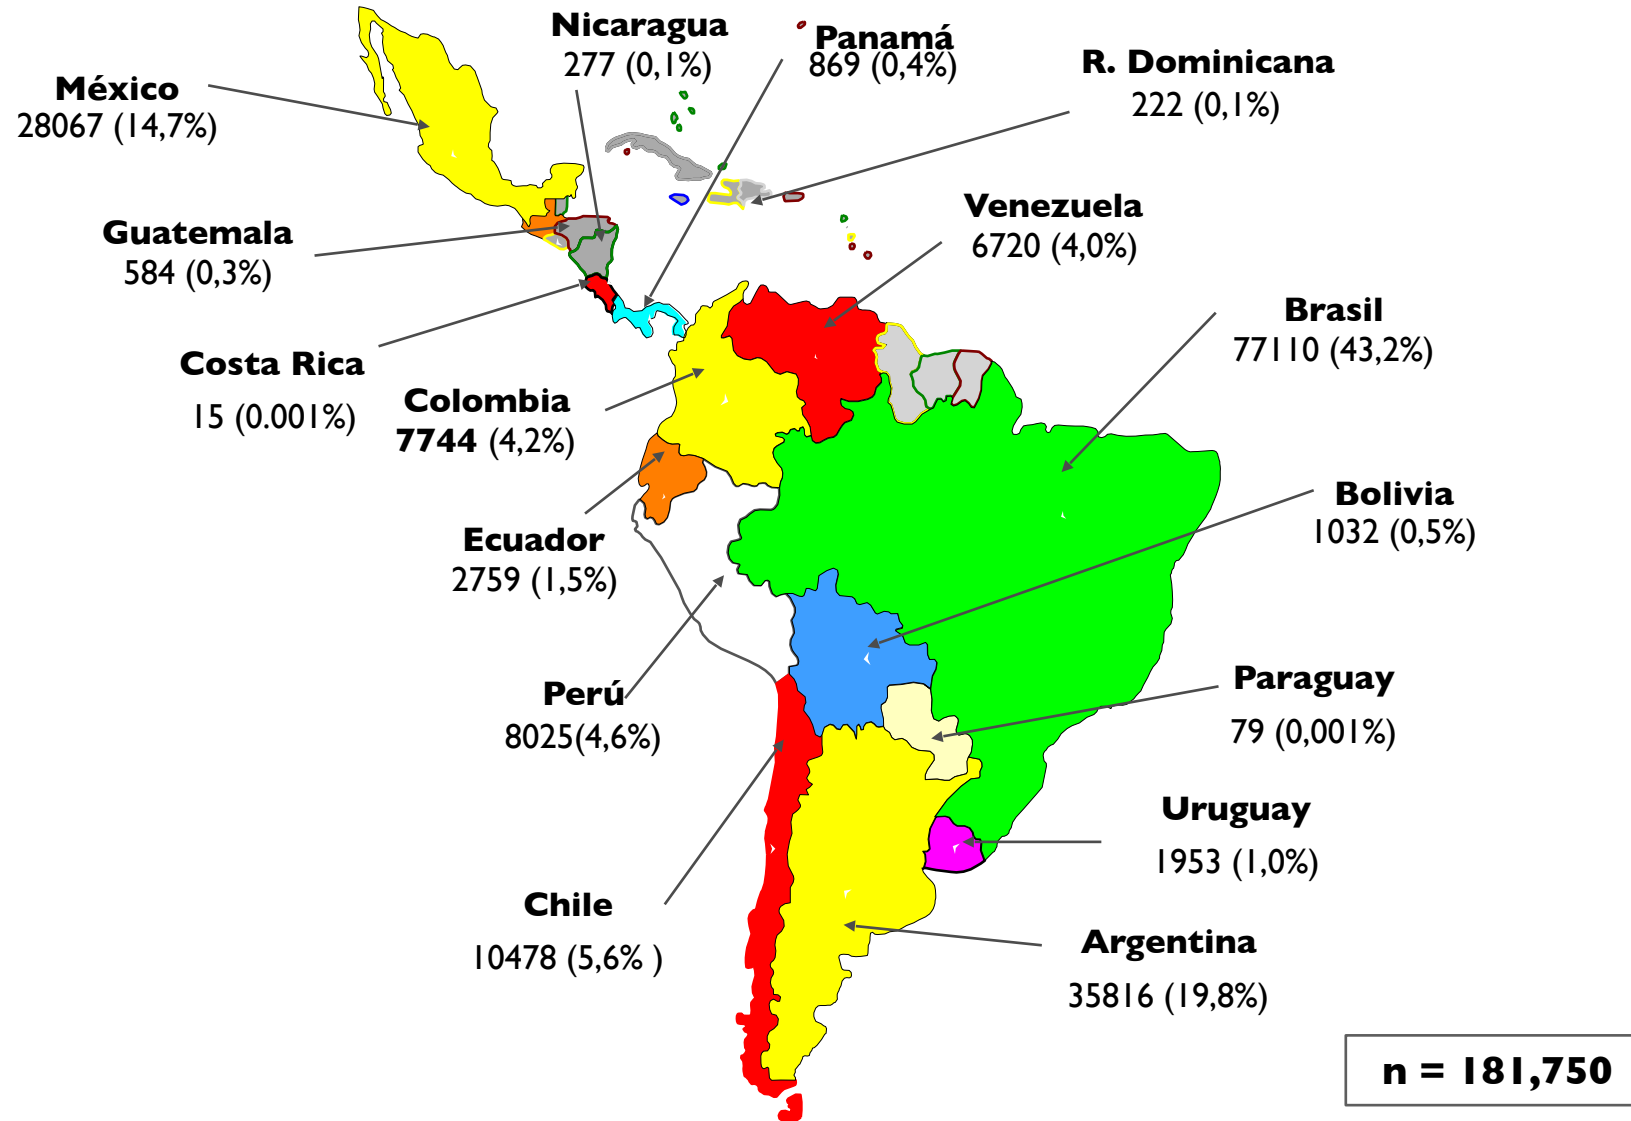 Nicaragua
277 (0,1%)
Panamá
869 (0,4%)
R. Dominicana
222 (0,1%)
México
28067 (14,7%)
Venezuela
6720 (4,0%)
Guatemala
584 (0,3%)
Brasil
77110 (43,2%)
Costa Rica
15 (0.001%)
Colombia
7744 (4,2%)
Bolivia
1032 (0,5%)
Ecuador
2759 (1,5%)
Paraguay
79 (0,001%)
Perú
8025(4,6%)
Uruguay
1953 (1,0%)
Chile
10478 (5,6% )
Argentina
35816 (19,8%)
n = 181,750